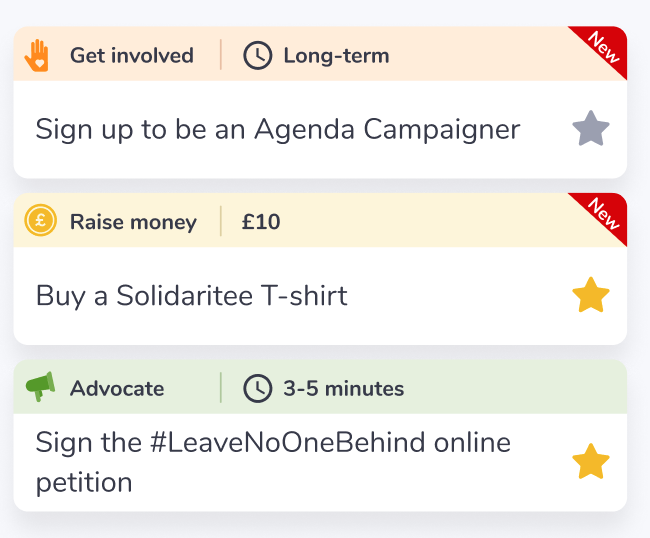 Get involved Long-term New
Sign up to be an Agenda Campaigner
£ Raise money £10 New
Buy a Solidaritee T-shirt
Advocate 3-5 minutes
Sign the #LeaveNoOneBehind online
petition